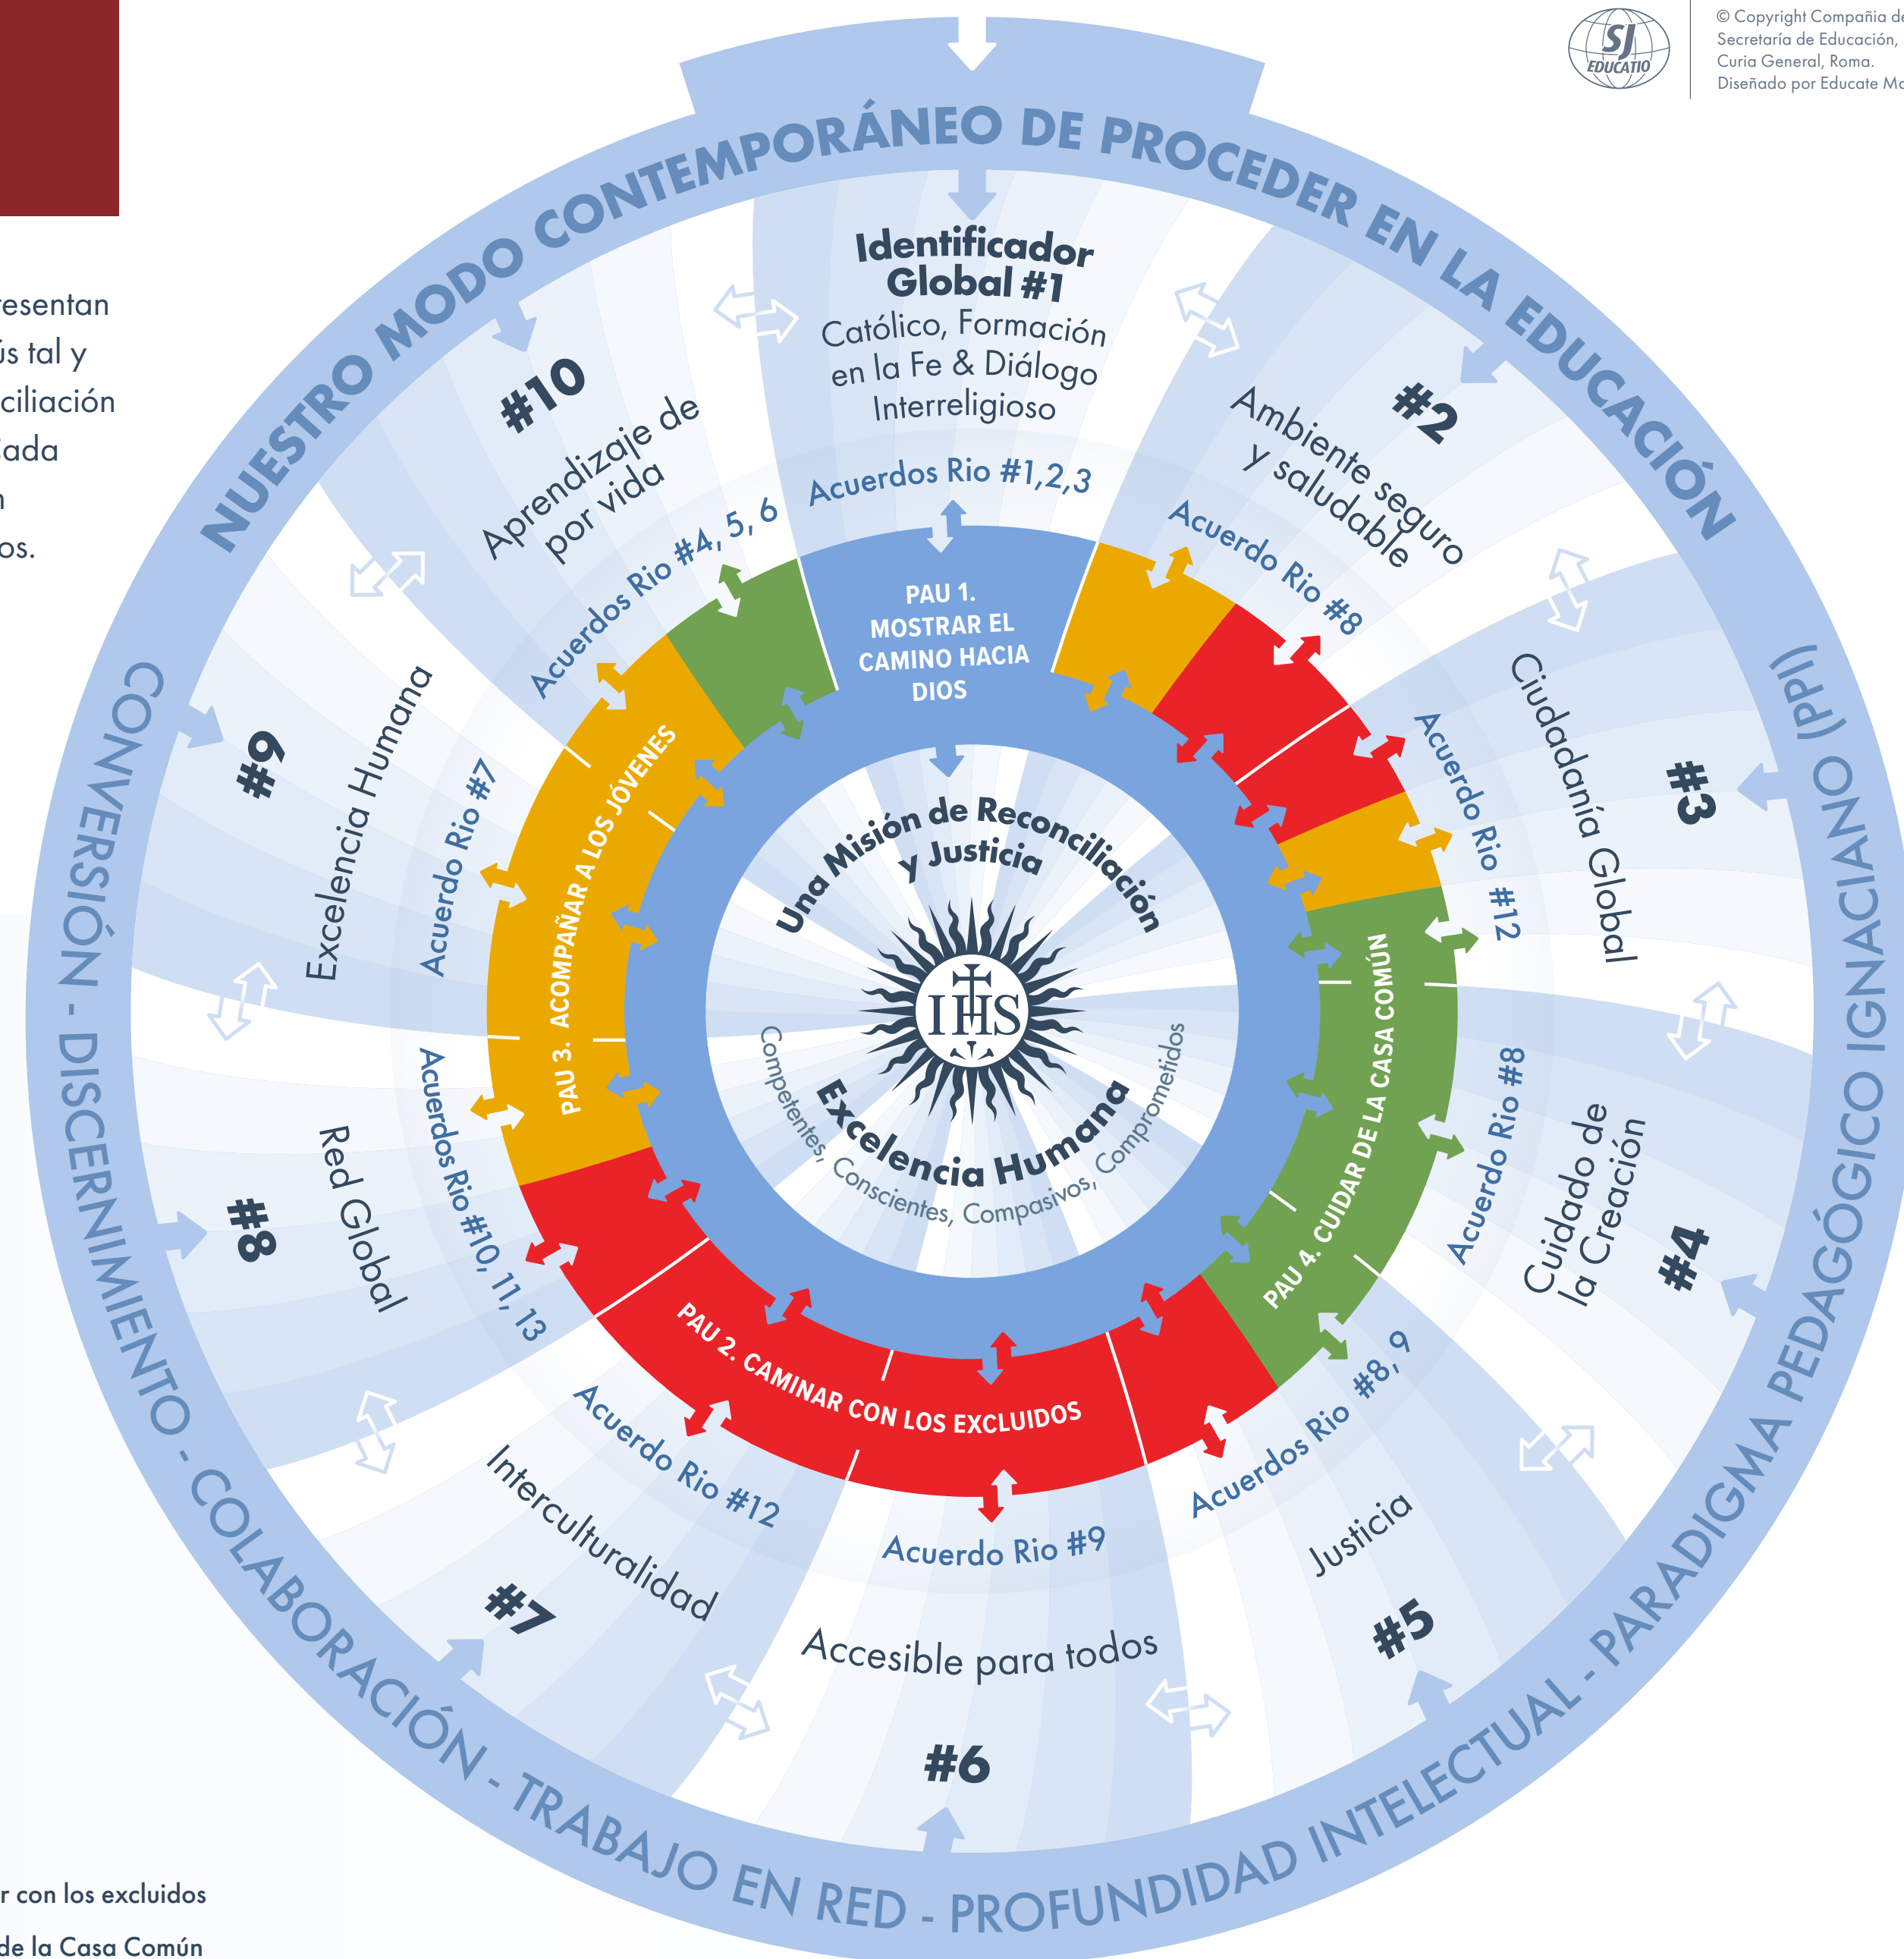 © Copyright Compañia
Secretaría de Educación,
Curia General, Roma.
Diseñado por Educate
SJ
EDUCATIO
tal y
os.
con los excluidos
de la Casa Común
NUESTRO MODO CONTEMPORÁNEO DE PROCEDER EN LA EDUCACIÓN
CONVERSIÓN - DISCERNIMIENTO - COLABORACIÓN - TRABAJO EN RED - PROFUNDIDAD INTELECTUAL - PARADIGMA PEDAGÓGICO IGNACIANO (PPI)
Identificador
Global #1
Católico, Formación
en la Fe & Diálogo
Interreligioso
Acuerdos Rio #1,2,3
#2
Ambiente seguro
y saludable
Acuerdo Rio #8
#3
Ciudadanía Global
Acuerdo Rio #12
#4
Cuidado de
la Creación
Acuerdo Rio #8
#5
Justicia
Acuerdos Rio #8, 9
#6
Accesible para todos
Acuerdo Rio #9
#7
Interculturalidad
Acuerdo Rio #12
#8
Red Global
Acuerdos Rio #10, 11, 13
#9
Excelencia Humana
Acuerdo Rio #7
#10
Aprendizaje de
por vida
Acuerdos Rio #4, 5, 6
PAU 1.
MOSTRAR EL
CAMINO HACIA
DIOS
PAU 2. CAMINAR CON LOS EXCLUIDOS
PAU 3. ACOMPAÑAR A LOS JÓVENES
PAU 4. CUIDAR DE LA CASA COMÚN
Una Misión de Reconciliación
y Justicia
IHS
Excelencia Humana
Competentes, Conscientes, Compasivos, Comprometidos